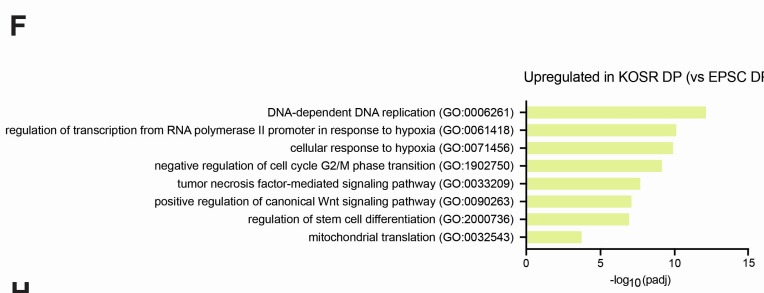 F
Upregulated in KOSR DP (vs EPSC DP
DNA-dependent DNA replication (GO:0006261)
regulation of transcription from RNA polymerase II promoter in response to hypoxia (GO:0061418)
cellular response to hypoxia (GO:0071456)
negative regulation of cell cycle G2/M phase transition (GO:1902750)
tumor necrosis factor-mediated signaling pathway (GO:0033209)
positive regulation of canonical Wnt signaling pathway (GO:0090263)
regulation of stem cell differentiation (GO:2000736)
mitochondrial translation (GO:0032543)
0 5 10 15
-log10(padj)
H